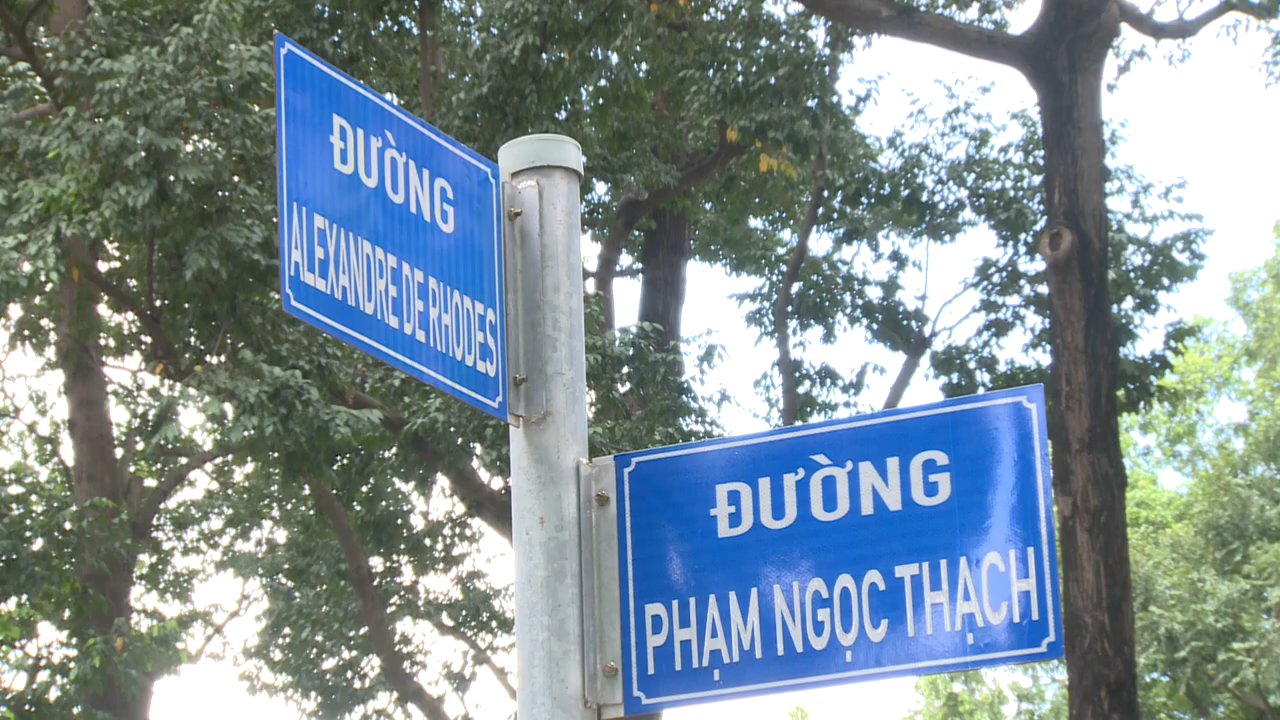 ĐƯỜNG
ALEXANDRE DE RHODES
ĐƯỜNG
PHẠM NGỌC THẠCH